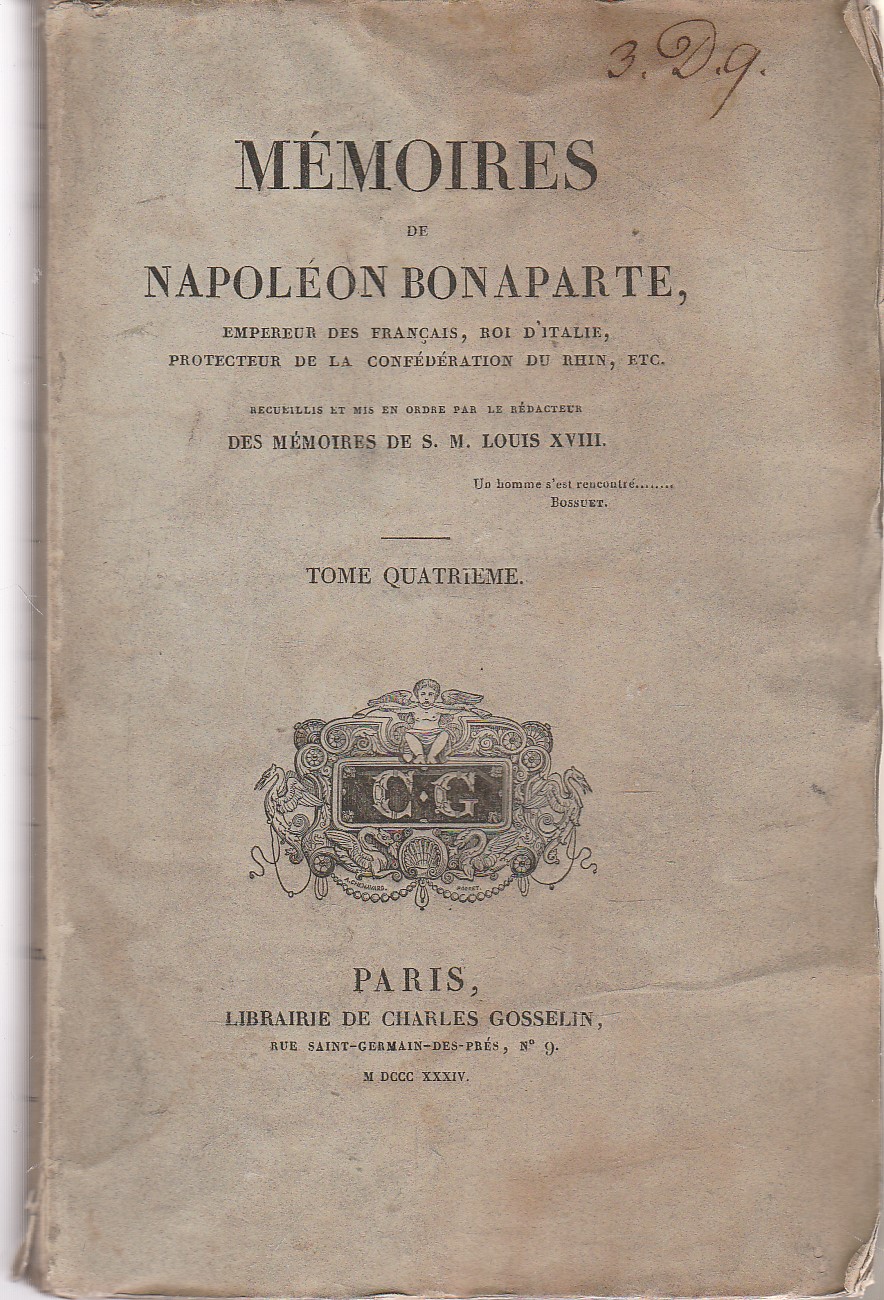 3. D. 9.
MÉMOIRES
DE
NAPOLÉON BONAPARTE,
EMPEREUR DES FRANÇAIS, ROI D'ITALIE,
PROTECTEUR DE LA CONFÉDÉRATION DU RHIN, ETC.
RECUEILLIS ET MIS EN ORDRE PAR LE RÉDACTEUR
DES MÉMOIRES DE S. M. LOUIS XVIII.
Un homme s'est rencontré........
BOSSUET.
TOME QUATRIEME.
C·G
A. CHENAVARD. PORRET.
PARIS,
LIBRAIRIE DE CHARLES GOSSELIN,
RUE SAINT-GERMAIN-DES-PRÉS, Nº 9.
M DCCC XXXIV.